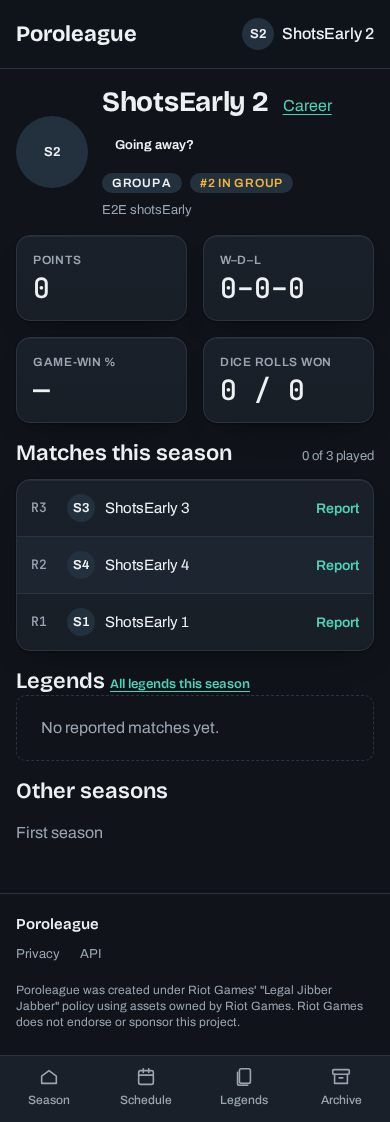 Poroleague
S2 ShotsEarly 2
S2
ShotsEarly 2 Career
Going away?
GROUP A #2 IN GROUP
E2E shotsEarly
POINTS
0
W–D–L
0–0–0
GAME-WIN %
—
DICE ROLLS WON
0 / 0
Matches this season 0 of 3 played
R3 S3 ShotsEarly 3 Report
R2 S4 ShotsEarly 4 Report
R1 S1 ShotsEarly 1 Report
Legends All legends this season
No reported matches yet.
Other seasons
First season
Poroleague
Privacy API
Poroleague was created under Riot Games' "Legal Jibber
Jabber" policy using assets owned by Riot Games. Riot Games
does not endorse or sponsor this project.
Season Schedule Legends Archive